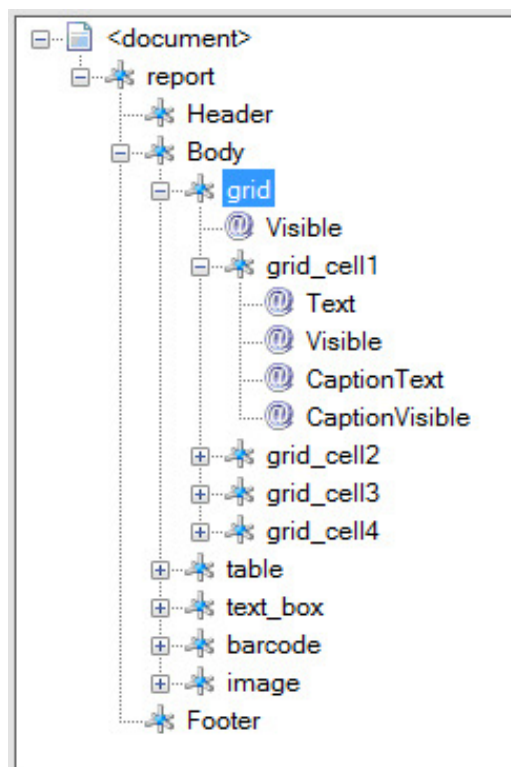 <document>
report
Header
Body
grid
Visible
grid_cell1
Text
Visible
CaptionText
CaptionVisible
grid_cell2
grid_cell3
grid_cell4
table
text_box
barcode
image
Footer